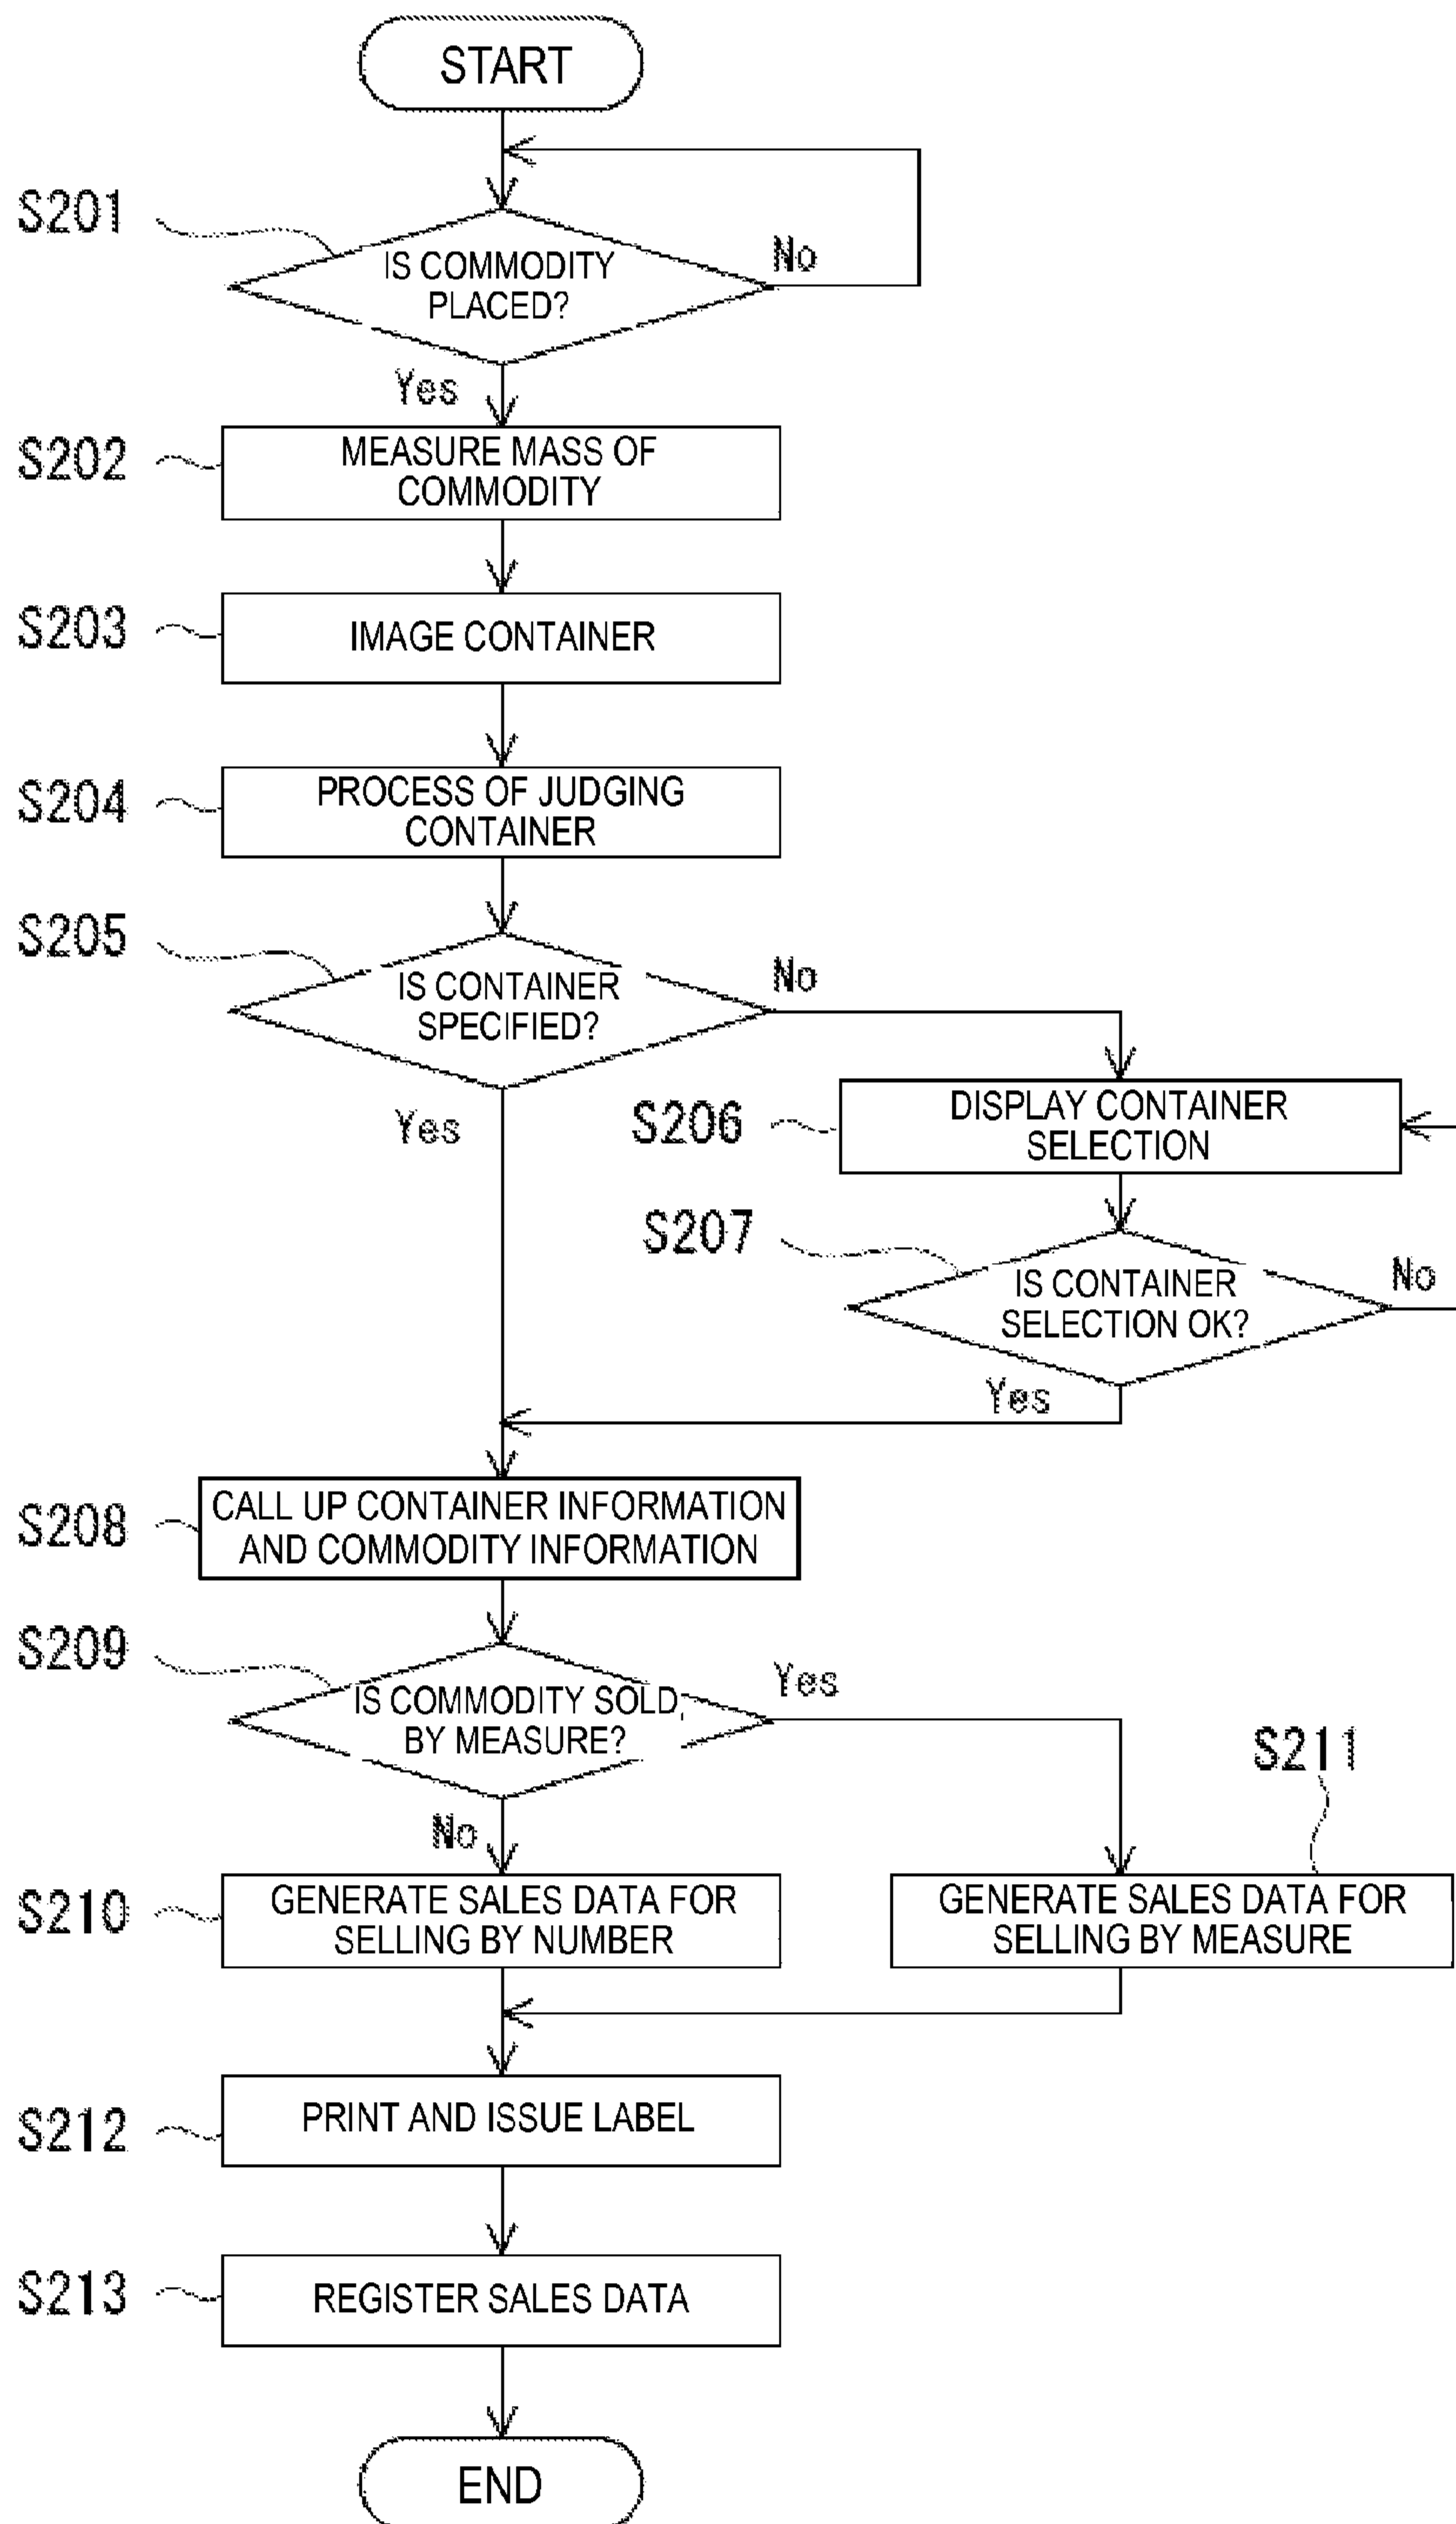 START
S201
IS COMMODITY
PLACED?
No
Yes
S202
MEASURE MASS OF
COMMODITY
S203
IMAGE CONTAINER
S204
PROCESS OF JUDGING
CONTAINER
S205
IS CONTAINER
SPECIFIED?
No
Yes
S206
DISPLAY CONTAINER
SELECTION
S207
IS CONTAINER
SELECTION OK?
No
Yes
S208
CALL UP CONTAINER INFORMATION
AND COMMODITY INFORMATION
S209
IS COMMODITY SOLD
BY MEASURE?
Yes
No
S210
GENERATE SALES DATA FOR
SELLING BY NUMBER
S211
GENERATE SALES DATA FOR
SELLING BY MEASURE
S212
PRINT AND ISSUE LABEL
S213
REGISTER SALES DATA
END